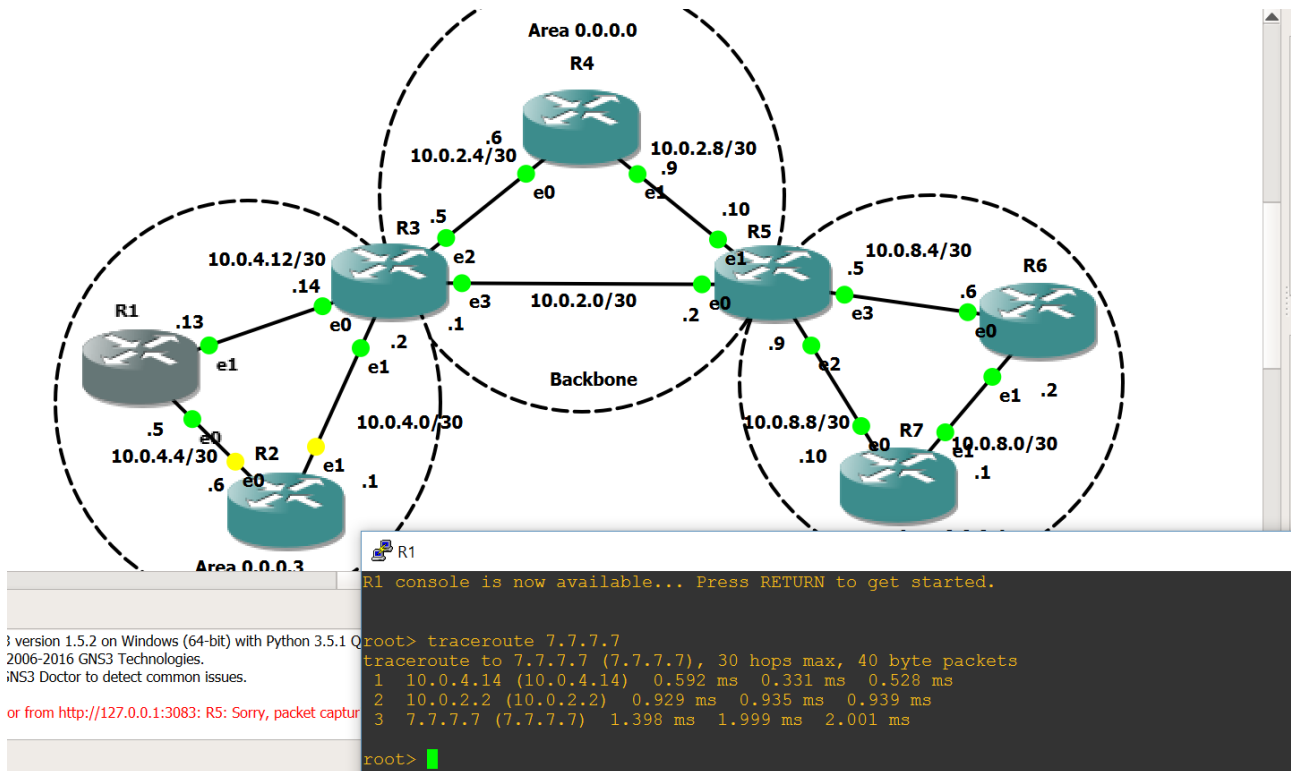 Area 0.0.0.0
R4
.6
10.0.2.4/30
10.0.2.8/30
.9
e0
e1
.5
.10
R3
R5
e2
e1
10.0.4.12/30
.14
e3
10.0.2.0/30
.1
.2
e0
10.0.8.4/30
.5
.6
R6
e3
e0
R1
.13
e1
e0
.2
e1
.9
e2
e1
.2
Backbone
.5
e0
10.0.4.4/30
R2
.6
e0
10.0.4.0/30
e1
.1
10.0.8.8/30
e0
R7
e1
10.0.8.0/30
.10
.1
Area 0.0.0.3
R1
R1 console is now available... Press RETURN to get started.
root> traceroute 7.7.7.7
traceroute to 7.7.7.7 (7.7.7.7), 30 hops max, 40 byte packets
1 10.0.4.14 (10.0.4.14) 0.592 ms 0.331 ms 0.528 ms
2 10.0.2.2 (10.0.2.2) 0.929 ms 0.935 ms 0.939 ms
3 7.7.7.7 (7.7.7.7) 1.398 ms 1.999 ms 2.001 ms
root>
3 version 1.5.2 on Windows (64-bit) with Python 3.5.1 Q
2006-2016 GNS3 Technologies.
GNS3 Doctor to detect common issues.
or from http://127.0.0.1:3083: R5: Sorry, packet captur